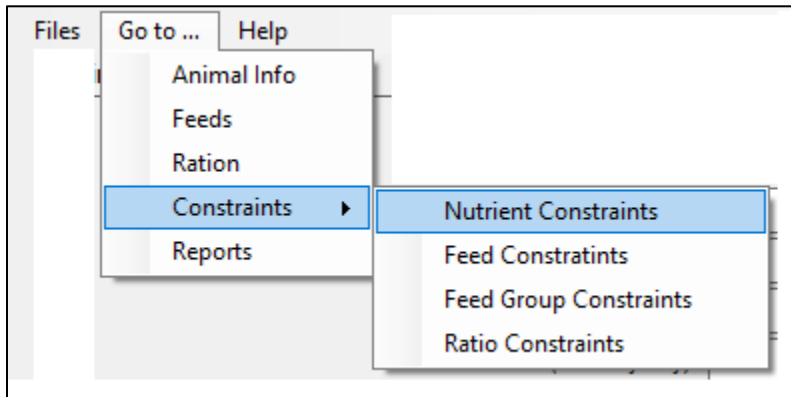 Files Go to ... Help
Animal Info
Feeds
Ration
Constraints
Nutrient Constraints
Reports
Feed Constratints
Feed Group Constraints
Ratio Constraints